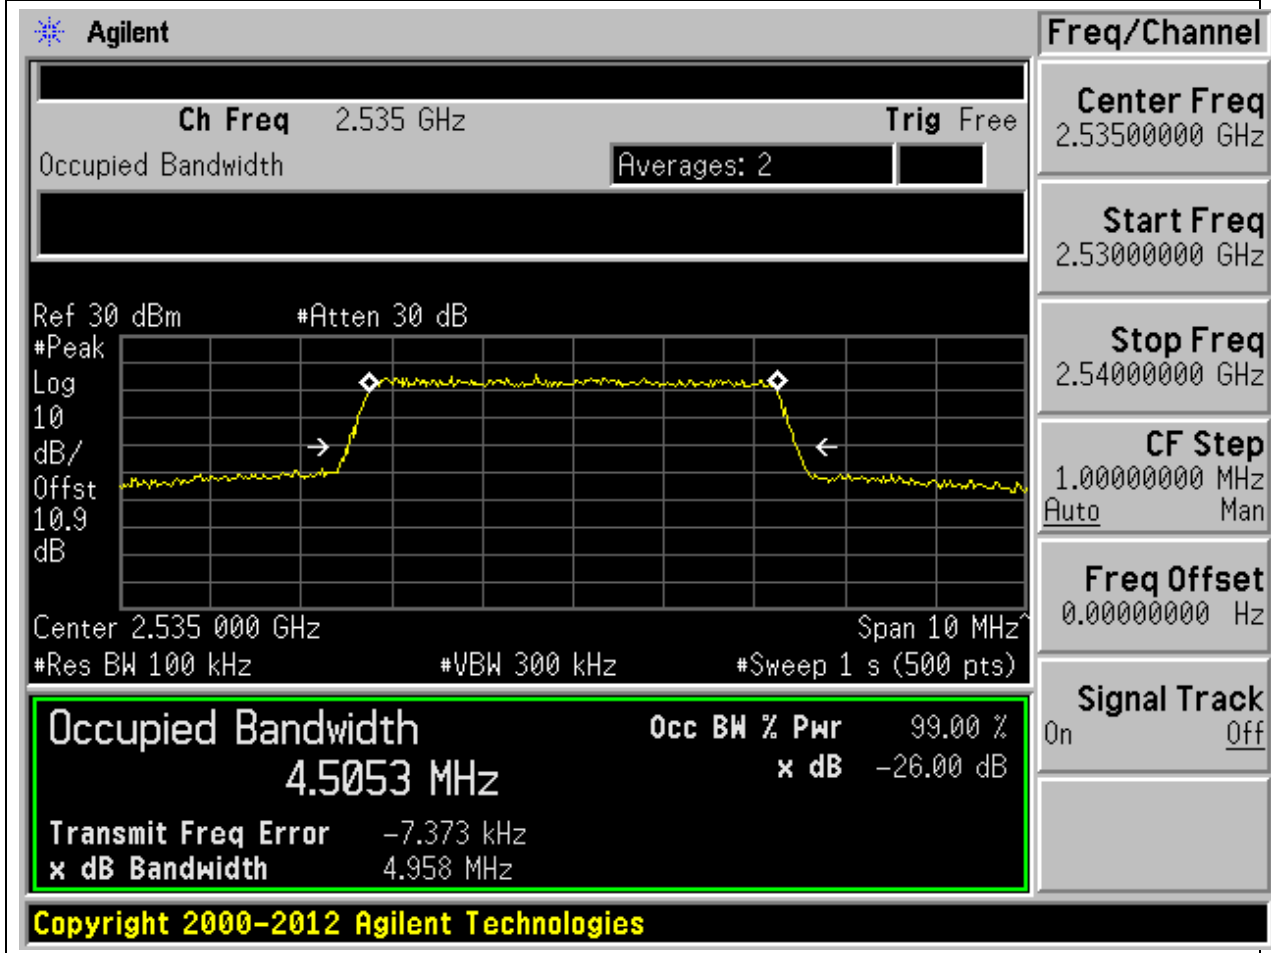 Agilent
Freq/Channel
Ch Freq 2.535 GHz Trig Free
Occupied Bandwidth Averages: 2
Center Freq
2.53500000 GHz
Start Freq
2.53000000 GHz
Stop Freq
2.54000000 GHz
CF Step
1.00000000 MHz
Auto Man
Freq Offset
0.00000000 Hz
Signal Track
On Off
Ref 30 dBm #Atten 30 dB
#Peak
Log
10
dB/
Offst
10.9
dB
Center 2.535 000 GHz Span 10 MHz^
#Res BW 100 kHz #VBW 300 kHz #Sweep 1 s (500 pts)
Occupied Bandwidth Occ BW % Pwr 99.00 %
4.5053 MHz x dB -26.00 dB
Transmit Freq Error -7.373 kHz
x dB Bandwidth 4.958 MHz
Copyright 2000-2012 Agilent Technologies